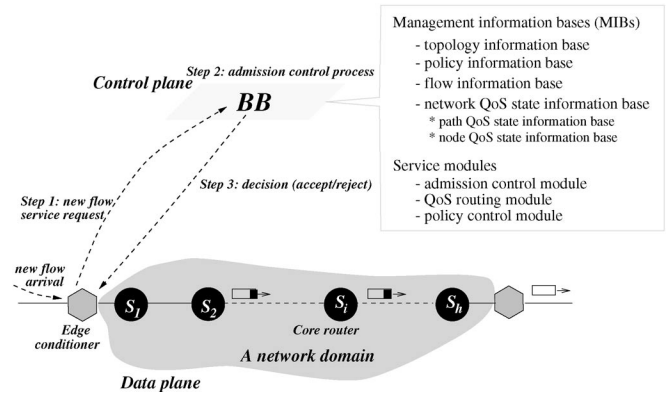 Management information bases (MIBs)
- topology information base
- policy information base
- flow information base
- network QoS state information base
* path QoS state information base
* node QoS state information base
Service modules
- admission control module
- QoS routing module
- policy control module
Step 2: admission control process
Control plane
BB
Step 3: decision (accept/reject)
Step 1: new flow
service request
new flow
arrival
S1
S2
Si
Sh
Edge
conditioner
Core router
A network domain
Data plane